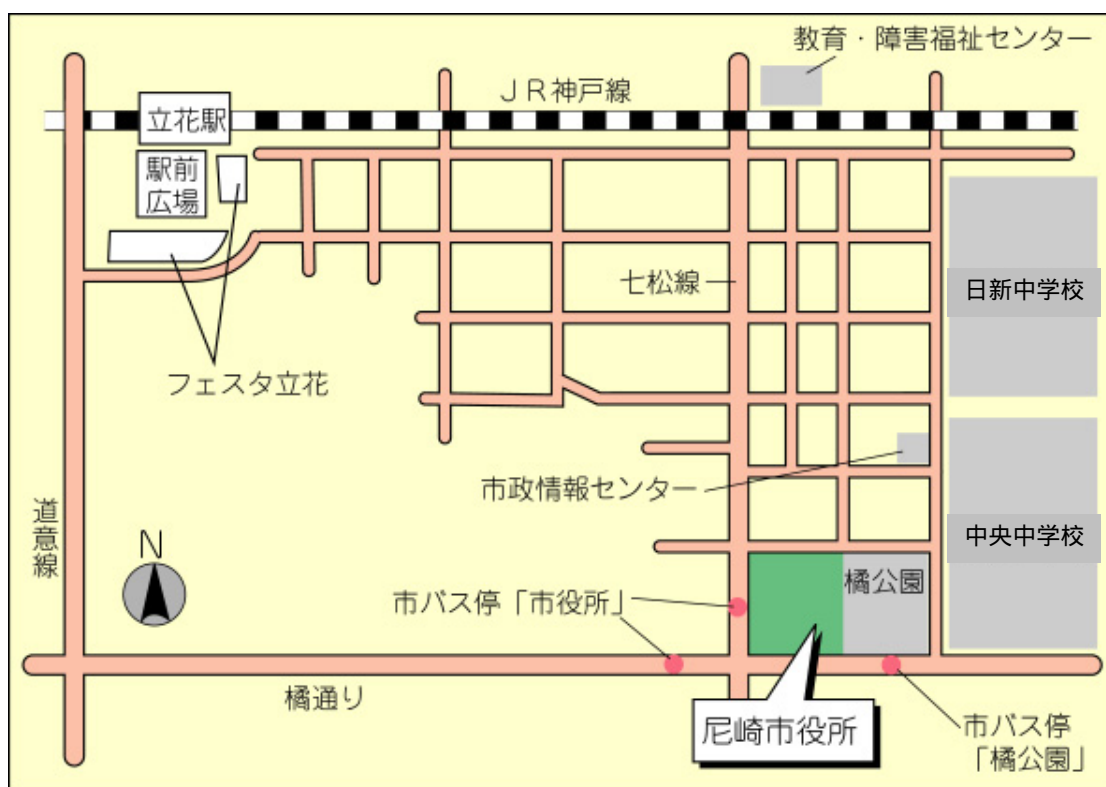 教育・障害福祉センター
ＪＲ神戸線
立花駅
駅前
広場
七松線
日新中学校
フェスタ立花
市政情報センター
道意線
N
中央中学校
橘公園
市バス停「市役所」
橘通り
尼崎市役所
市バス停
「橘公園」